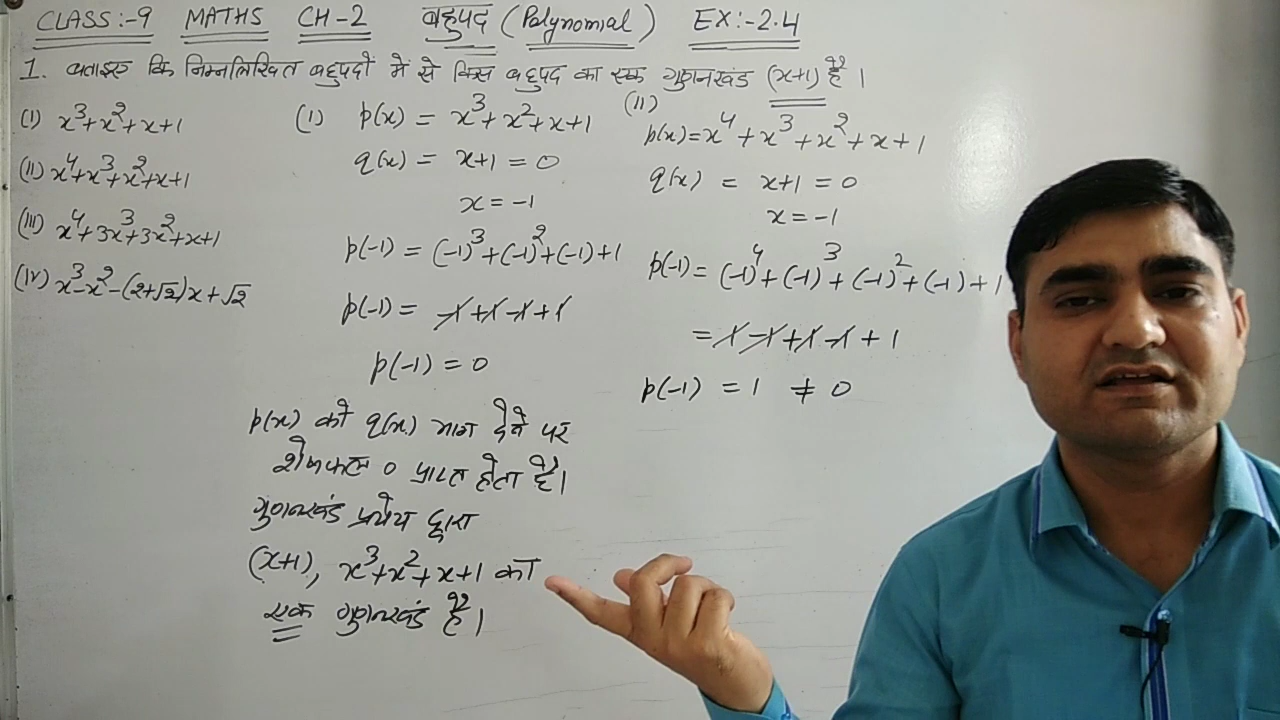 CLASS:-9 MATHS CH-2 बहुपद (Polynomial) EX:-2.4
1. बताइए कि निम्नलिखित बहुपदों में से किस बहुपद का एक गुणनखंड (x+1) है।
(I) x³+x²+x+1
(II) x⁴+x³+x²+x+1
(III) x⁴+3x³+3x²+x+1
(IV) x³-x²-(2+√2)x+√2
(I) p(x) = x³+x²+x+1
q(x) = x+1 = 0
x = -1
p(-1) = (-1)³+(-1)²+(-1)+1
p(-1) = -1+1-1+1
p(-1) = 0
p(x) को q(x) भाग देने पर
शेषफल 0 प्राप्त होता है।
गुणनखंड प्रमेय द्वारा
(x+1), x³+x²+x+1 का
एक गुणनखंड है।
(II)
p(x)=x⁴+x³+x²+x+1
q(x) = x+1 = 0
x = -1
p(-1) = (-1)⁴+(-1)³+(-1)²+(-1)+1
= 1-1+1-1+1
p(-1) = 1 ≠ 0